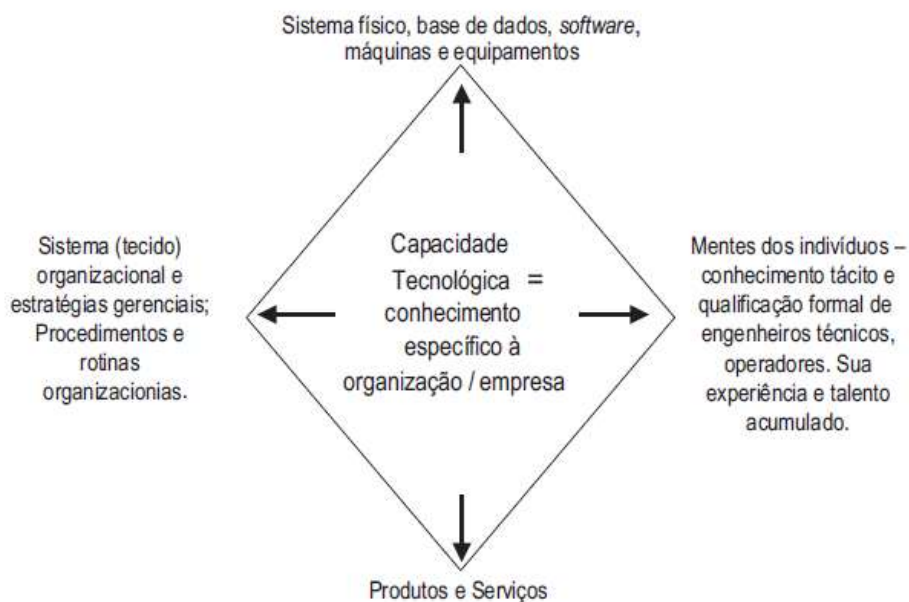 Sistema físico, base de dados, software,
máquinas e equipamentos
Sistema (tecido)
organizacional e
estratégias gerenciais;
Procedimentos e
rotinas
organizacionias.
Capacidade
Tecnológica =
conhecimento
específico à
organização / empresa
Mentes dos indivíduos –
conhecimento tácito e
qualificação formal de
engenheiros técnicos,
operadores. Sua
experiência e talento
acumulado.
Produtos e Serviços